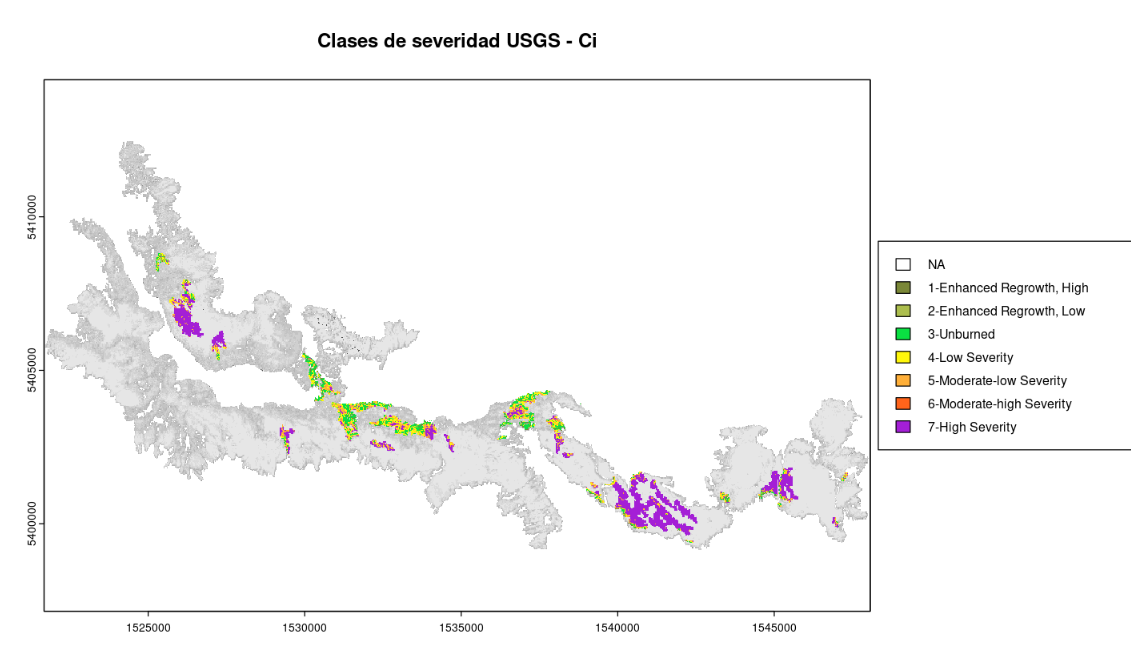 Clases de severidad USGS - Ci
5410000
5405000
5400000
1525000
1530000
1535000
1540000
1545000
NA
1-Enhanced Regrowth, High
2-Enhanced Regrowth, Low
3-Unburned
4-Low Severity
5-Moderate-low Severity
6-Moderate-high Severity
7-High Severity